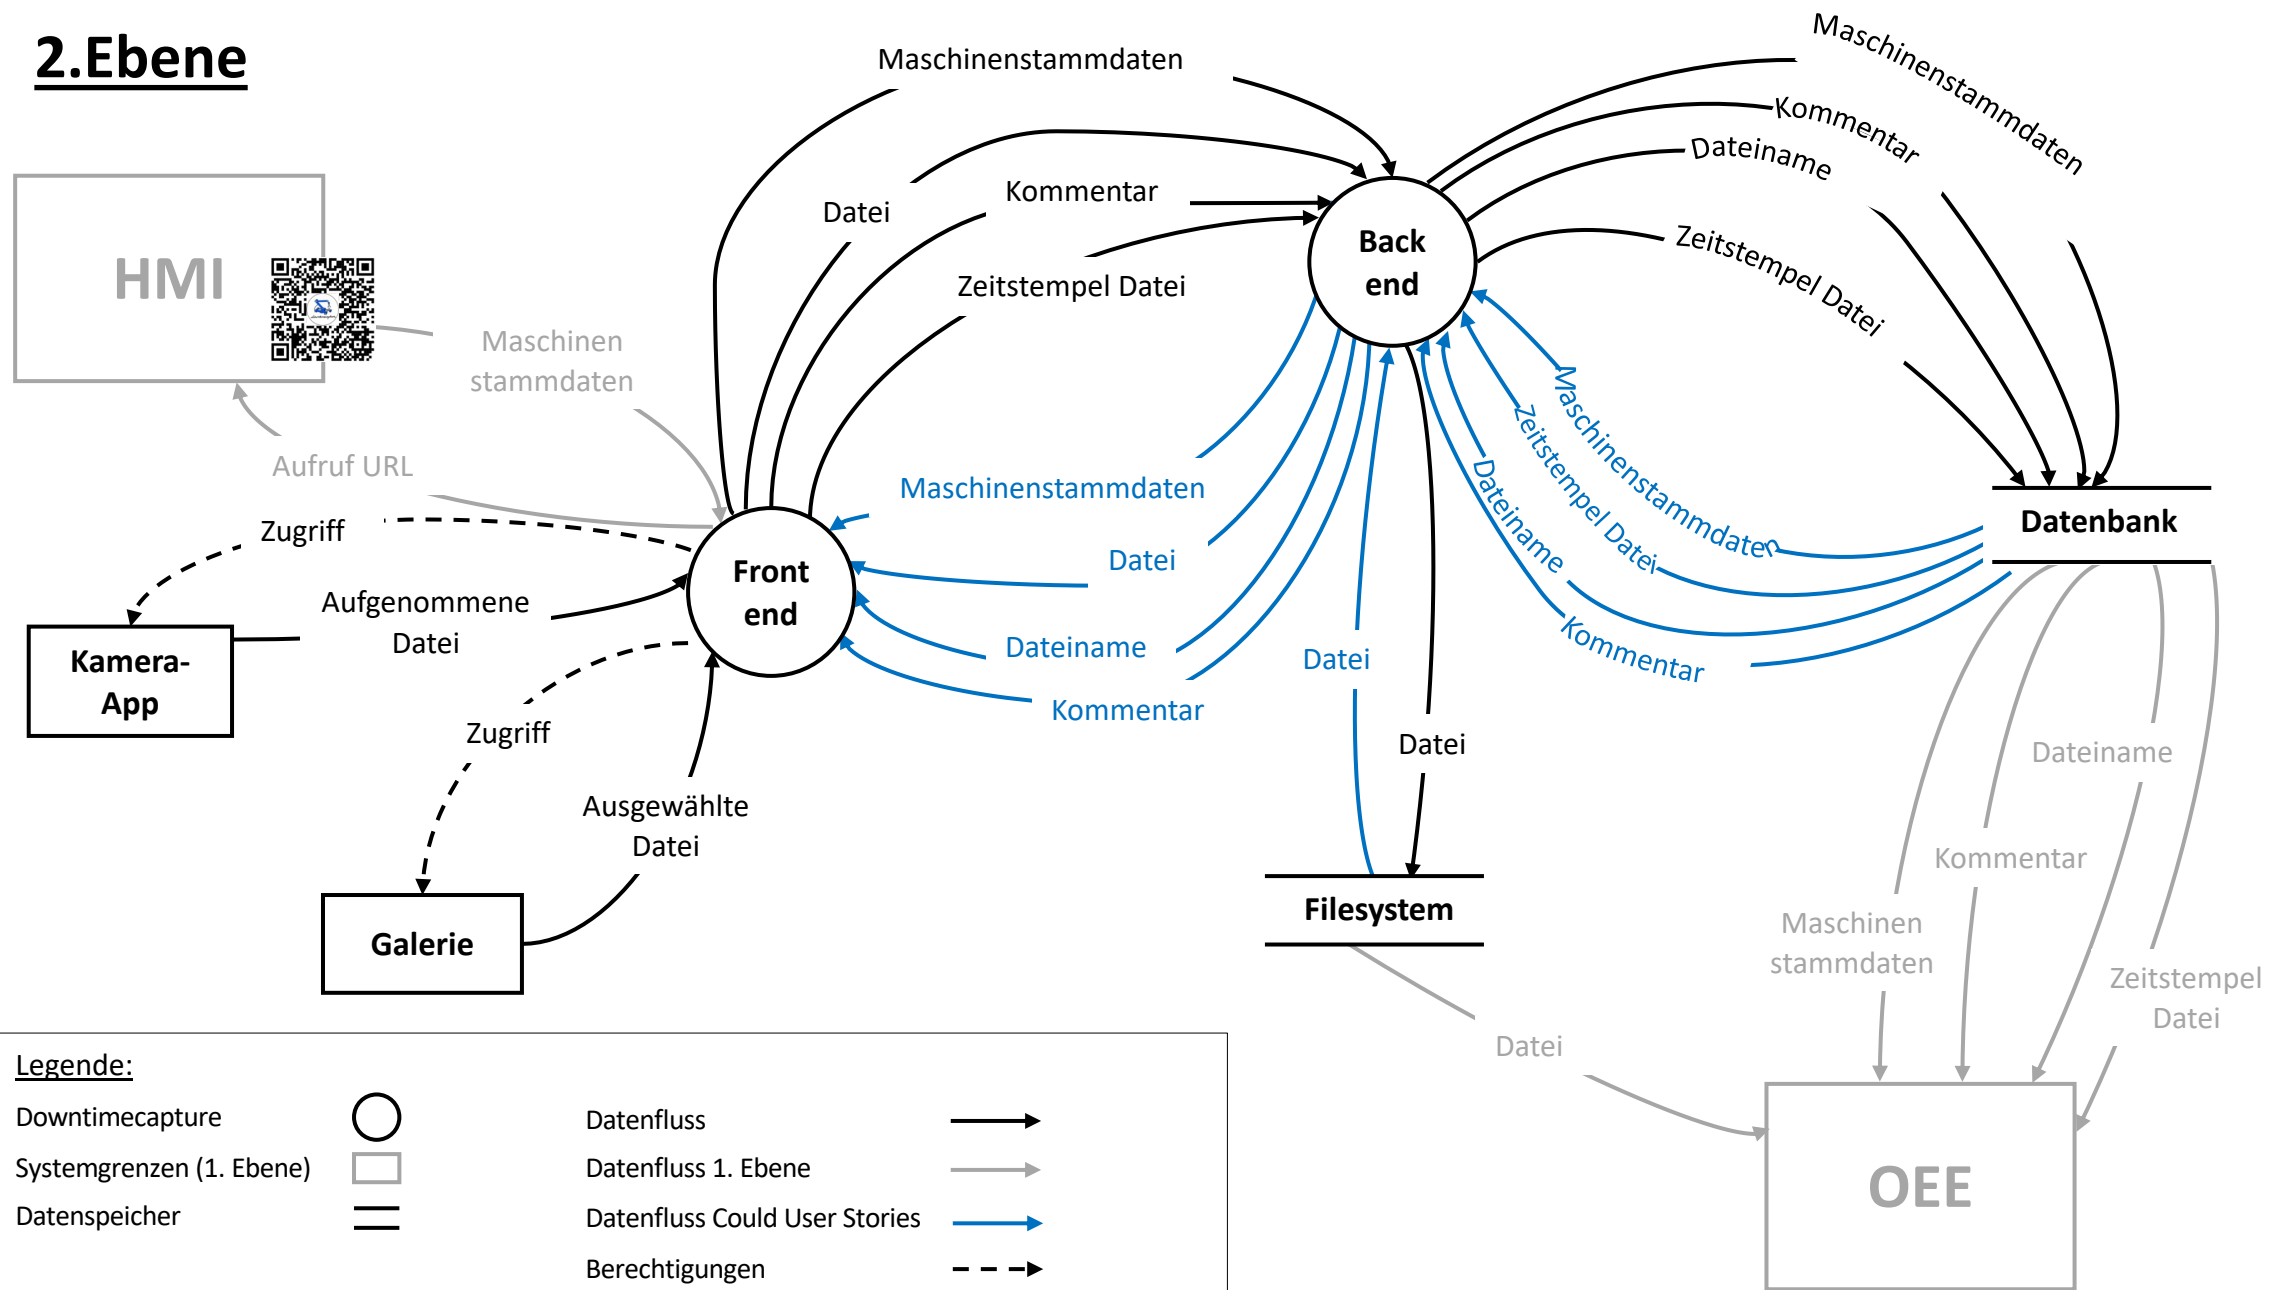 2.Ebene
Maschinenstammdaten
Maschinenstammdaten
Kommentar
Dateiname
Datei
Kommentar
Zeitstempel Datei
Back
end
Zeitstempel Datei
HMI
Maschinen
stammdaten
Aufruf URL
Zugriff
Maschinenstammdaten
Zeitstempel Datei
Dateiname
Kommentar
Datenbank
Maschinenstammdaten
Datei
Dateiname
Kommentar
Front
end
Aufgenommene
Datei
Kamera-
App
Zugriff
Ausgewählte
Datei
Galerie
Datei
Datei
Filesystem
Dateiname
Kommentar
Maschinen
stammdaten
Zeitstempel
Datei
Datei
OEE
Legende:
Downtimecapture
Systemgrenzen (1. Ebene)
Datenspeicher
Datenfluss
Datenfluss 1. Ebene
Datenfluss Could User Stories
Berechtigungen